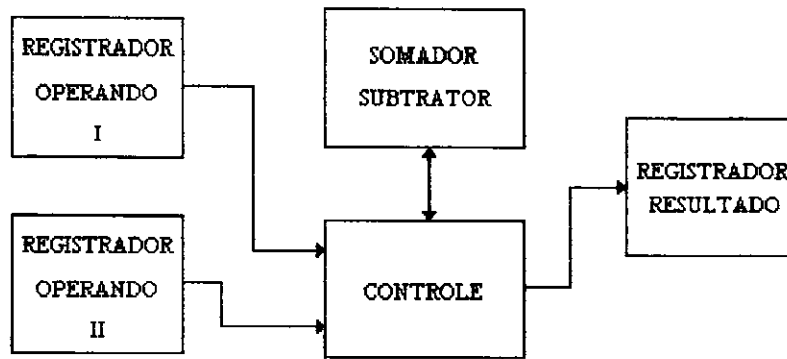 REGISTRADOR
OPERANDO
I
SOMADOR
SUBTRATOR
REGISTRADOR
RESULTADO
REGISTRADOR
OPERANDO
II
CONTROLE